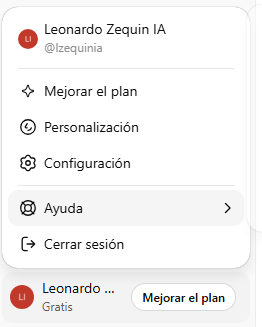 LI
Leonardo Zequin IA
@lzequinia
Mejorar el plan
Personalización
Configuración
Ayuda
Cerrar sesión
LI
Leonardo ...
Gratis
Mejorar el plan